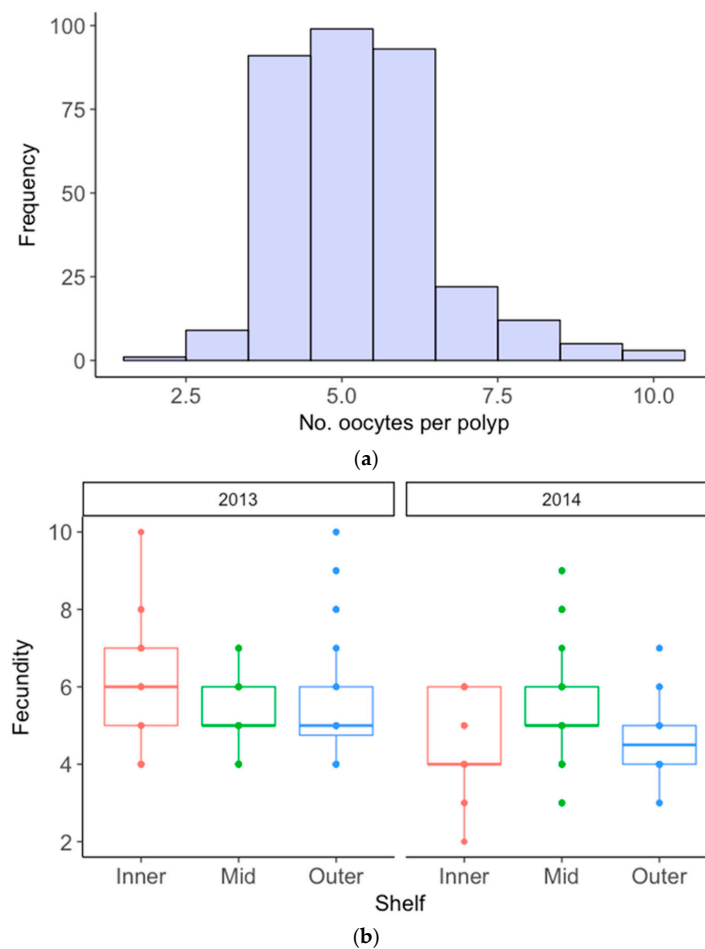 100
75
50
25
0
Frequency
2.5 5.0 7.5 10.0
No. oocytes per polyp
(a)
2013 2014
10
8
6
4
2
Fecundity
Inner Mid Outer Inner Mid Outer
Shelf
(b)